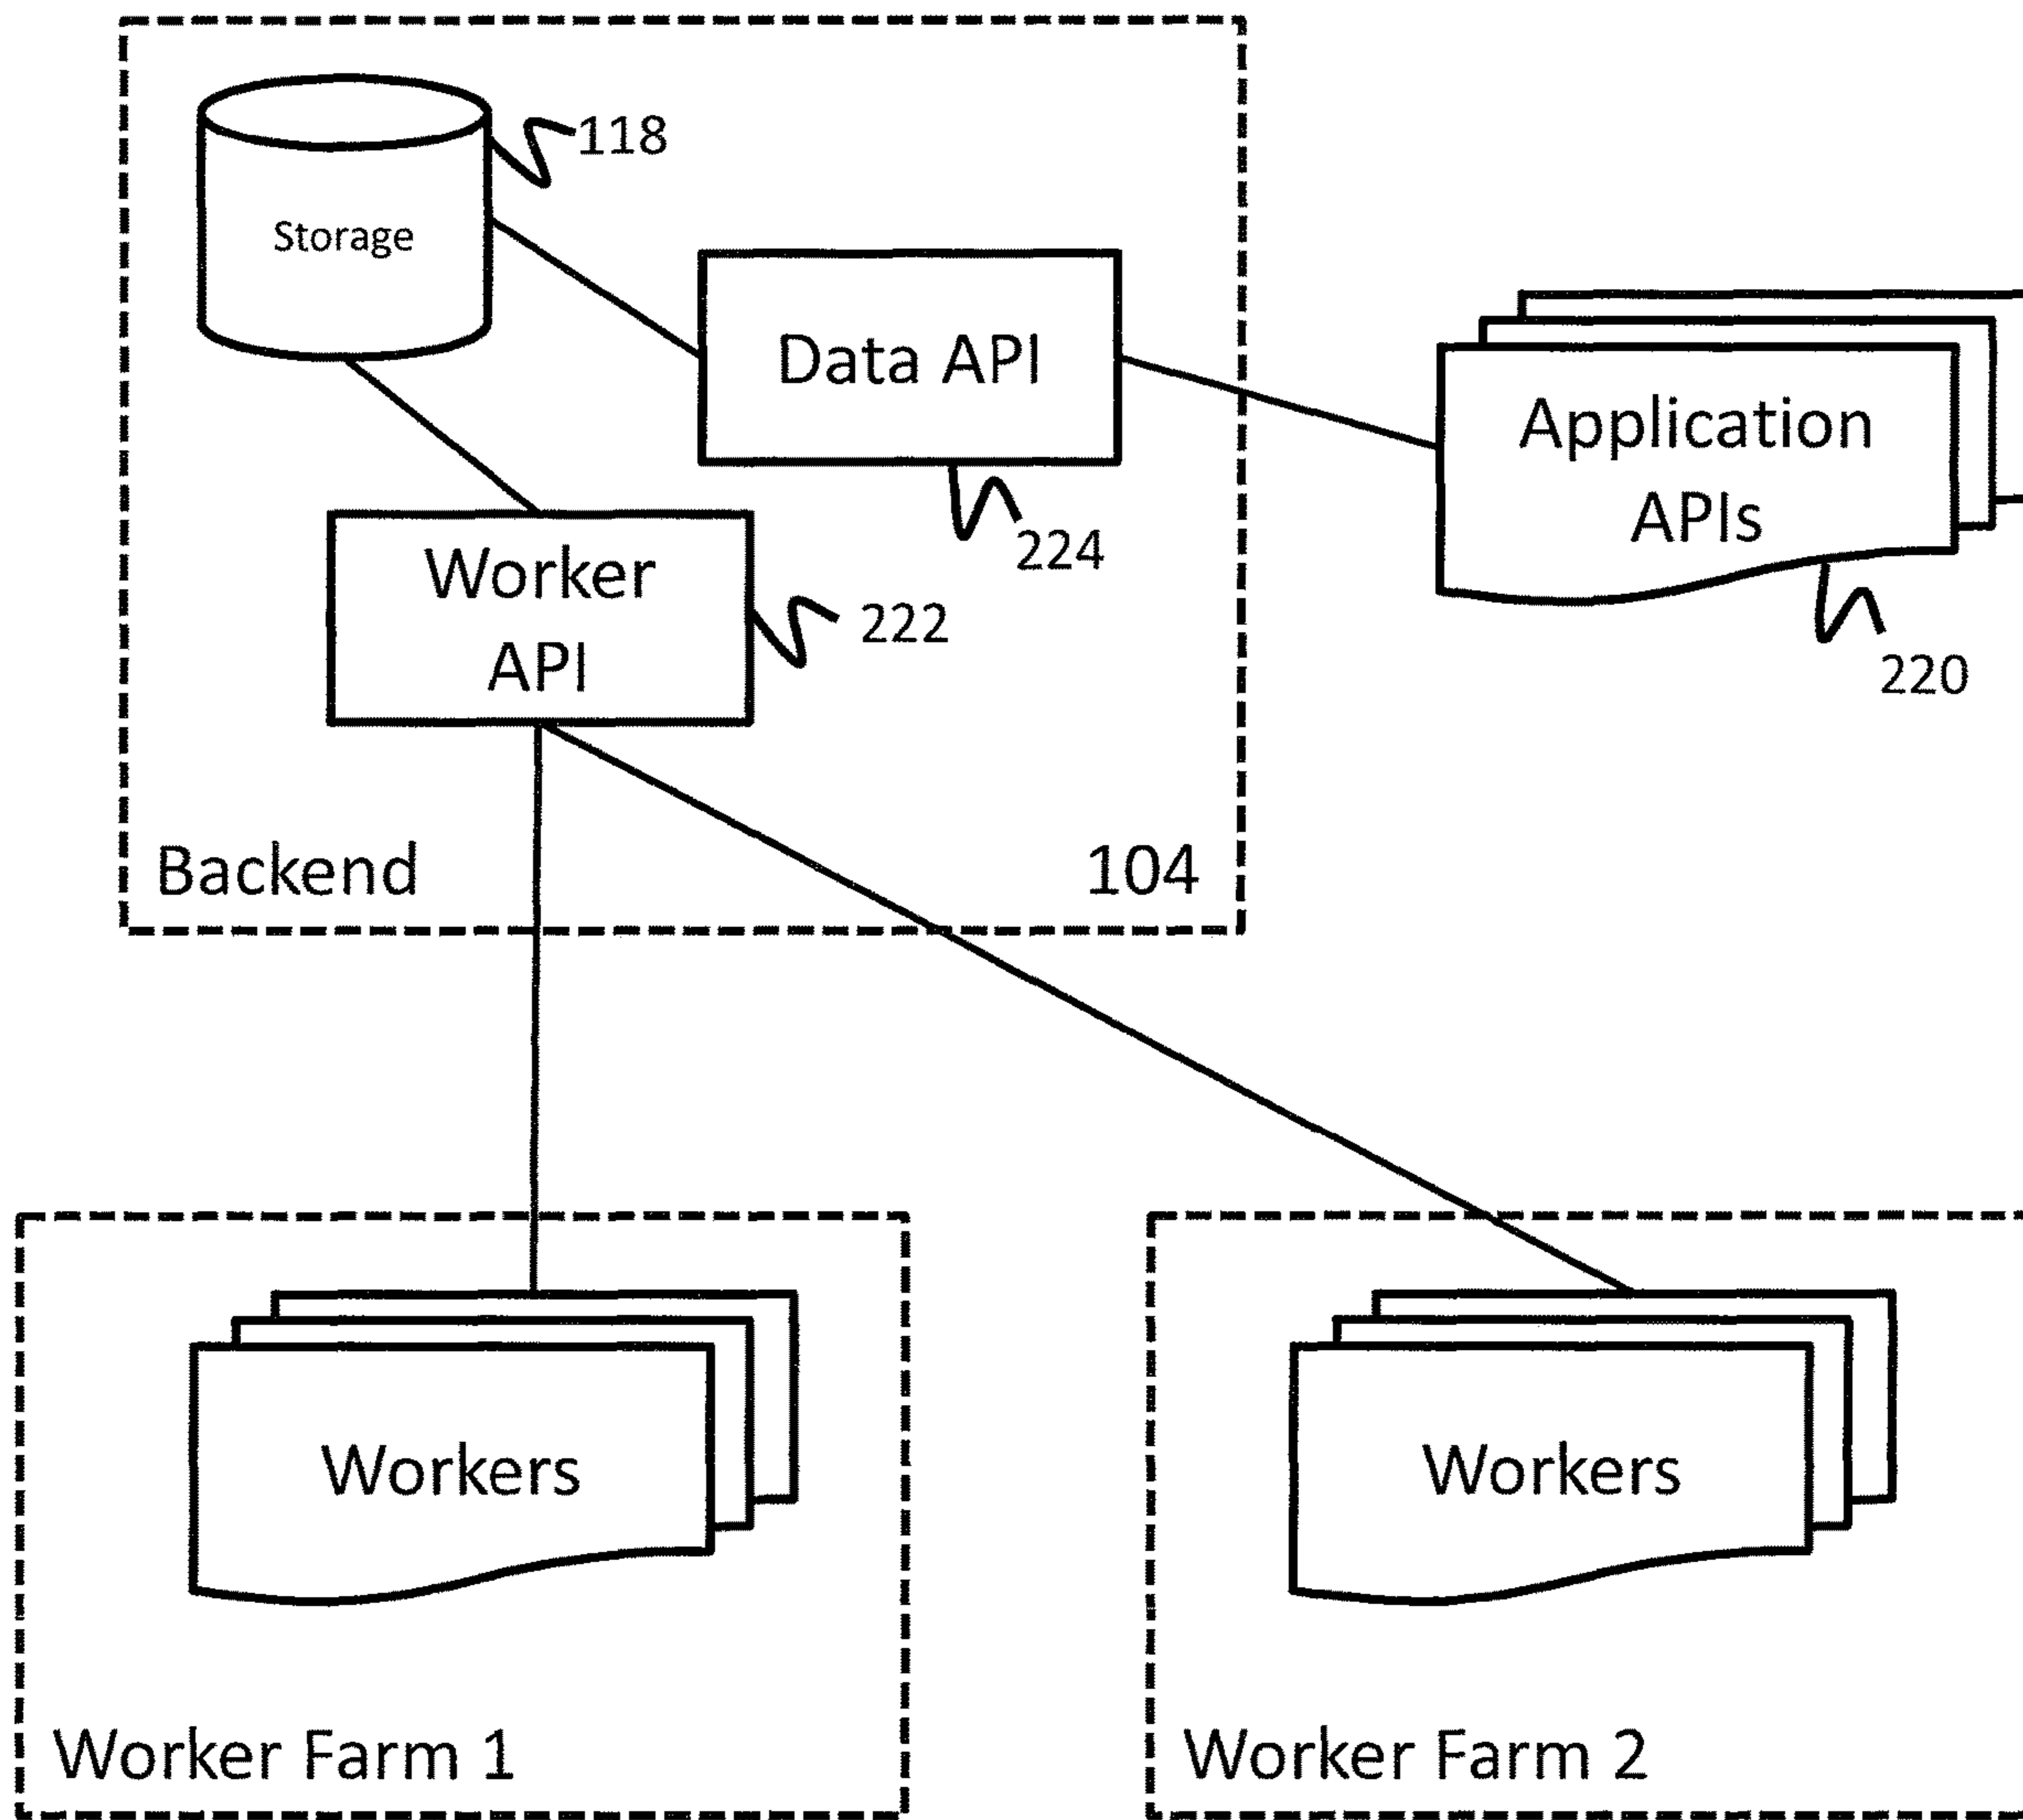 118
Storage
Data API
224
Application
APIs
220
Worker
API
222
Backend
104
Workers
Worker Farm 1
Workers
Worker Farm 2